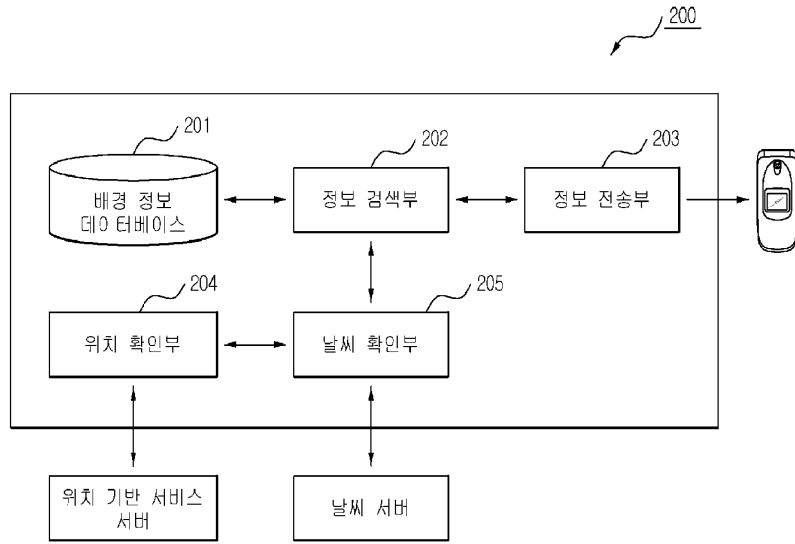 200
201
202
203
배경 정보
데이터베이스
정보 검색부
정보 전송부
204
205
위치 확인부
날씨 확인부
위치 기반 서비스
서버
날씨 서버